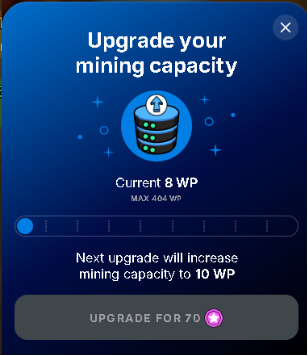 Upgrade your
mining capacity
Current 8 WP
MAX 404 WP
Next upgrade will increase
mining capacity to 10 WP
UPGRADE FOR 70